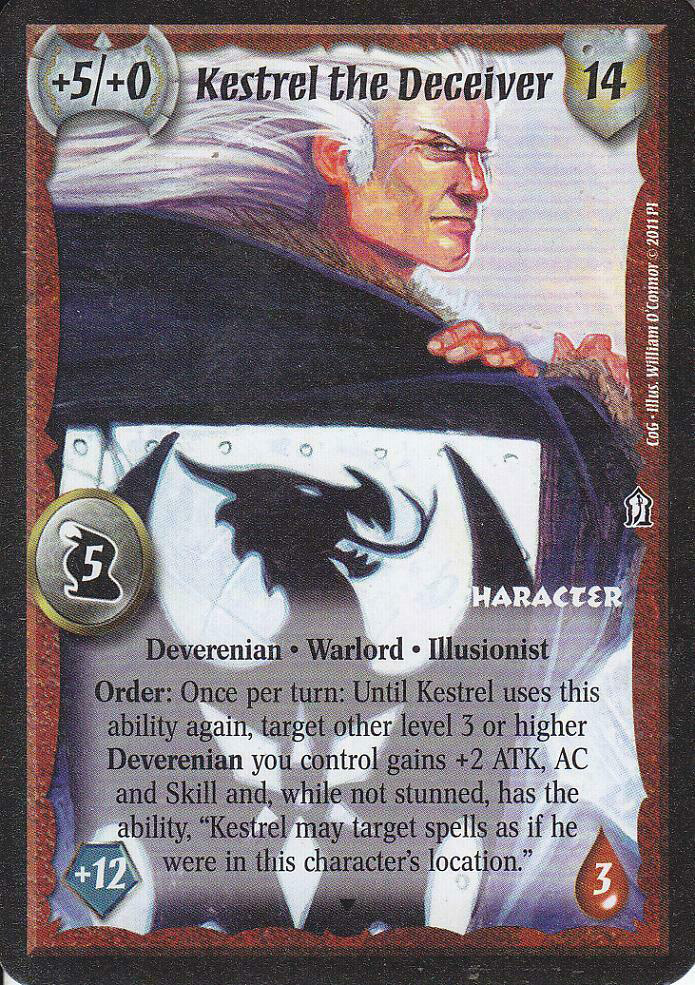 +5/+0
Kestrel the Deceiver
14
CoG • Illus. William O'Connor © 2011 P1
5
HARACTER
Deverenian • Warlord • Illusionist
Order: Once per turn: Until Kestrel uses this
ability again, target other level 3 or higher
Deverenian you control gains +2 ATK, AC
and Skill and, while not stunned, has the
ability, “Kestrel may target spells as if he
were in this character's location.”
+12
3